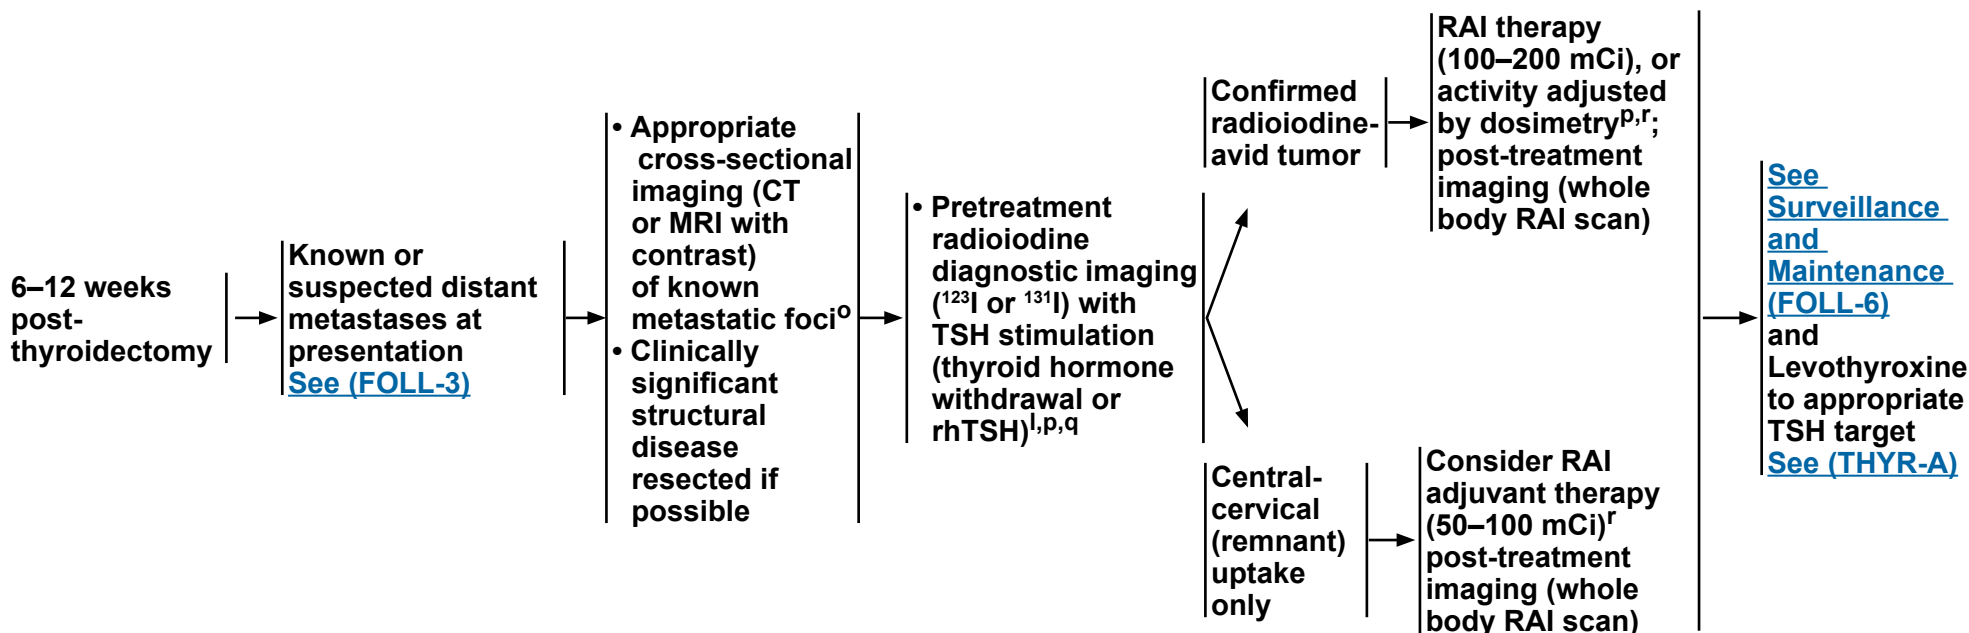 6–12 weeks
post-
thyroidectomy
Known or
suspected distant
metastases at
presentation
See (FOLL-3)
• Appropriate
cross-sectional
imaging (CT
or MRI with
contrast)
of known
metastatic fociᵒ
• Clinically
significant
structural
disease
resected if
possible
• Pretreatment
radioiodine
diagnostic imaging
(¹²³I or ¹³¹I) with
TSH stimulation
(thyroid hormone
withdrawal or
rhTSH)ˡ,ᵖ,q
Confirmed
radioiodine-
avid tumor
RAI therapy
(100–200 mCi), or
activity adjusted
by dosimetryᵖ,ʳ;
post-treatment
imaging (whole
body RAI scan)
Central-
cervical
(remnant)
uptake
only
Consider RAI
adjuvant therapy
(50–100 mCi)ʳ
post-treatment
imaging (whole
body RAI scan)
See
Surveillance
and
Maintenance
(FOLL-6)
and
Levothyroxine
to appropriate
TSH target
See (THYR-A)